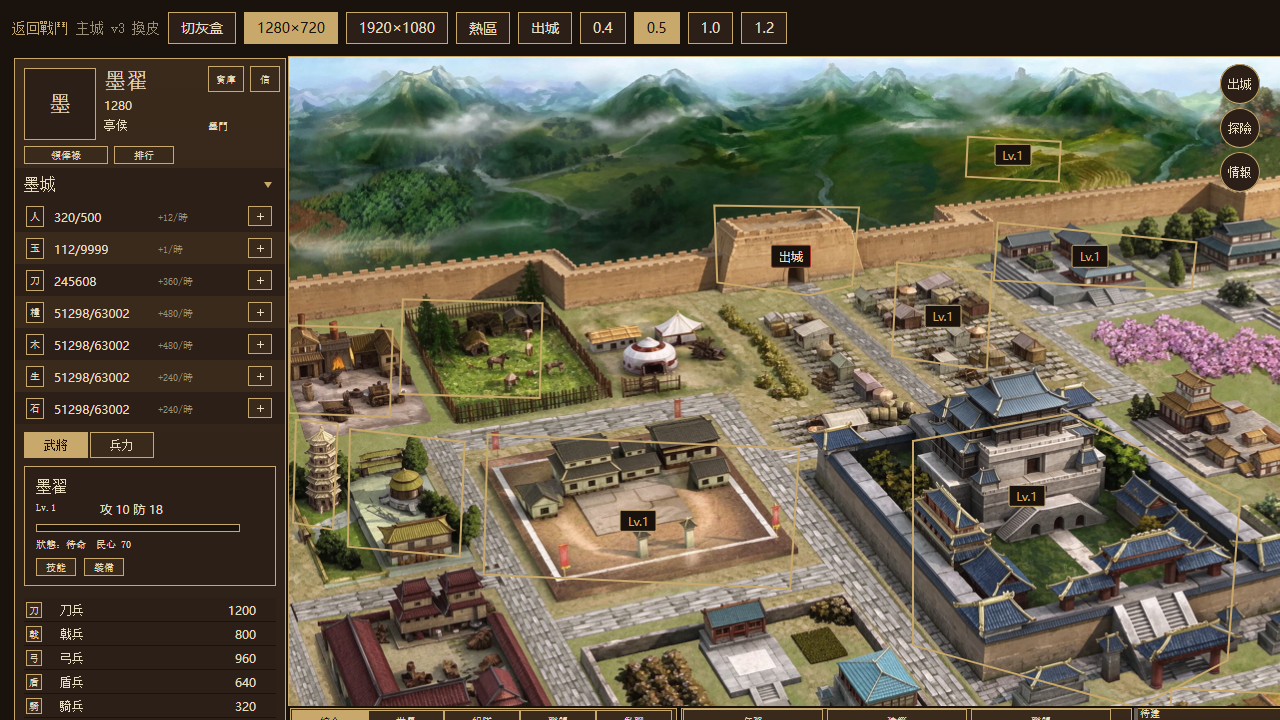 返回戰鬥 主城 v3 換皮 切灰盒 1280×720 1920×1080 熱區 出城 0.4 0.5 1.0 1.2
墨
墨翟
寶庫 信
1280
亭侯 墨門
領俸祿 排行
墨城
人 320/500 +12/時 +
玉 112/9999 +1/時 +
刀 245608 +360/時 +
糧 51298/63002 +480/時 +
木 51298/63002 +480/時 +
生 51298/63002 +240/時 +
石 51298/63002 +240/時 +
武將 兵力
墨翟
Lv. 1 攻 10 防 18
狀態: 待命 民心 70
技能 裝備
刀 刀兵 1200
戟 戟兵 800
弓 弓兵 960
盾 盾兵 640
騎 騎兵 320
出城
探險
情報
Lv.1
出城
Lv.1
Lv.1
Lv.1
Lv.1
待建